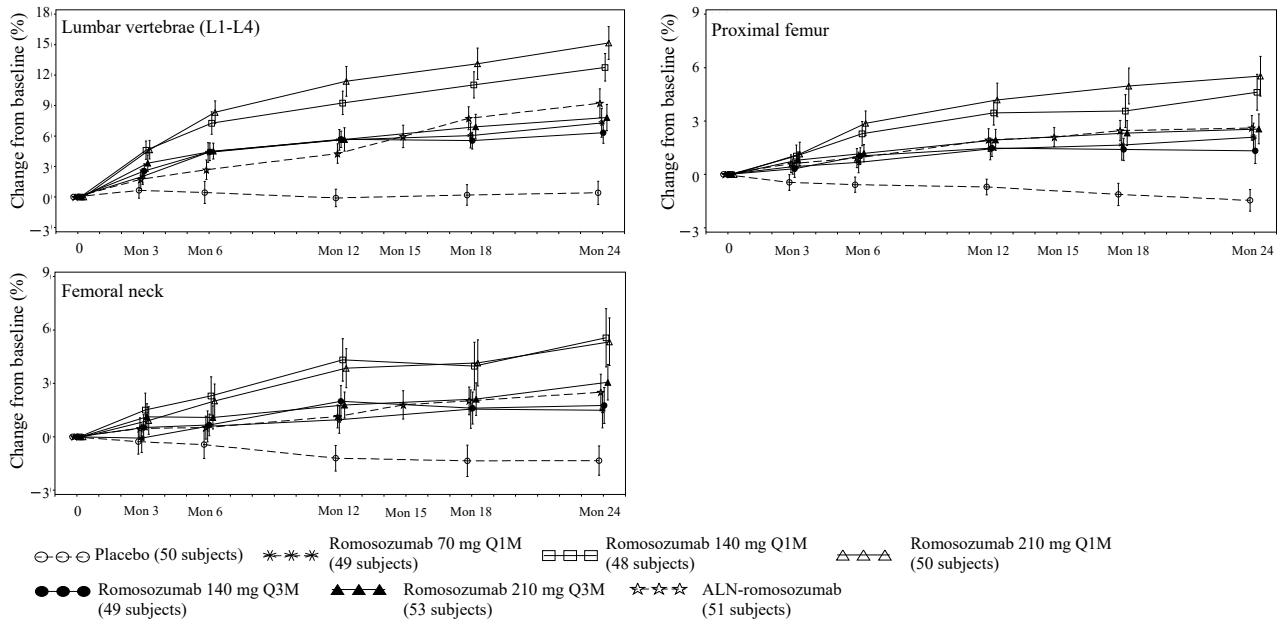 Lumbar vertebrae (L1-L4)
Change from baseline (%)
18
15
12
9
6
3
0
−3
0 Mon 3 Mon 6 Mon 12 Mon 15 Mon 18 Mon 24
Proximal femur
Change from baseline (%)
9
6
3
0
−3
0 Mon 3 Mon 6 Mon 12 Mon 15 Mon 18 Mon 24
Femoral neck
Change from baseline (%)
9
6
3
0
−3
0 Mon 3 Mon 6 Mon 12 Mon 15 Mon 18 Mon 24
Placebo (50 subjects)
Romosozumab 70 mg Q1M
(49 subjects)
Romosozumab 140 mg Q1M
(48 subjects)
Romosozumab 210 mg Q1M
(50 subjects)
Romosozumab 140 mg Q3M
(49 subjects)
Romosozumab 210 mg Q3M
(53 subjects)
ALN-romosozumab
(51 subjects)